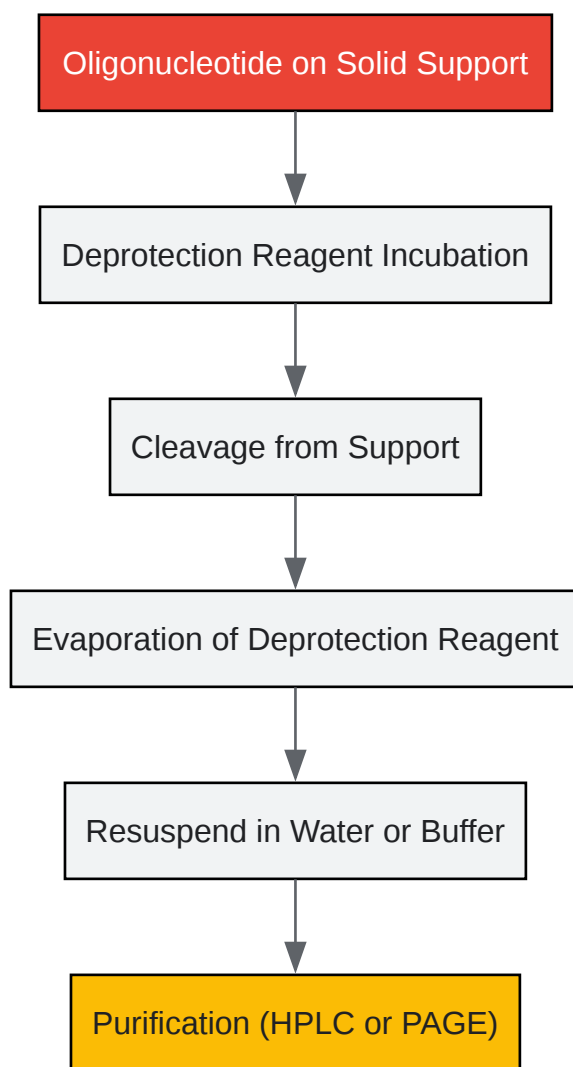 Oligonucleotide on Solid Support
Deprotection Reagent Incubation
Cleavage from Support
Evaporation of Deprotection Reagent
Resuspend in Water or Buffer
Purification (HPLC or PAGE)